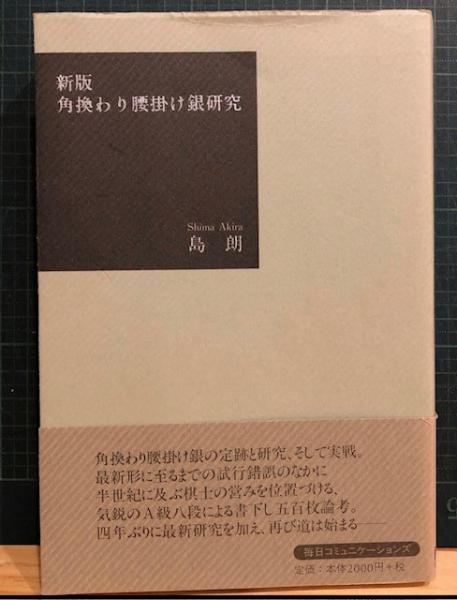 新版
角換わり腰掛け銀研究
Shima Akira
島 朗
角換わり腰掛け銀の定跡と研究、そして実戦。
最新形に至るまでの試行錯誤のなかに
半世紀に及ぶ棋士の営みを位置づける、
気鋭のA級八段による書下し五百枚論考。
四年ぶりに最新研究を加え、再び道は始まる――
毎日コミュニケーションズ
定価:本体2000円+税